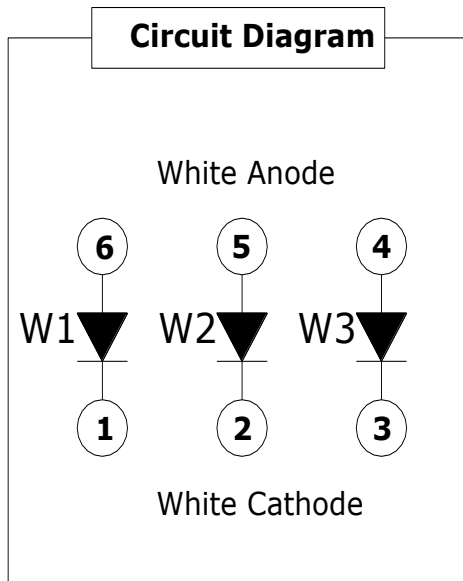 Circuit Diagram
White Anode
6 5 4
W1 W2 W3
1 2 3
White Cathode